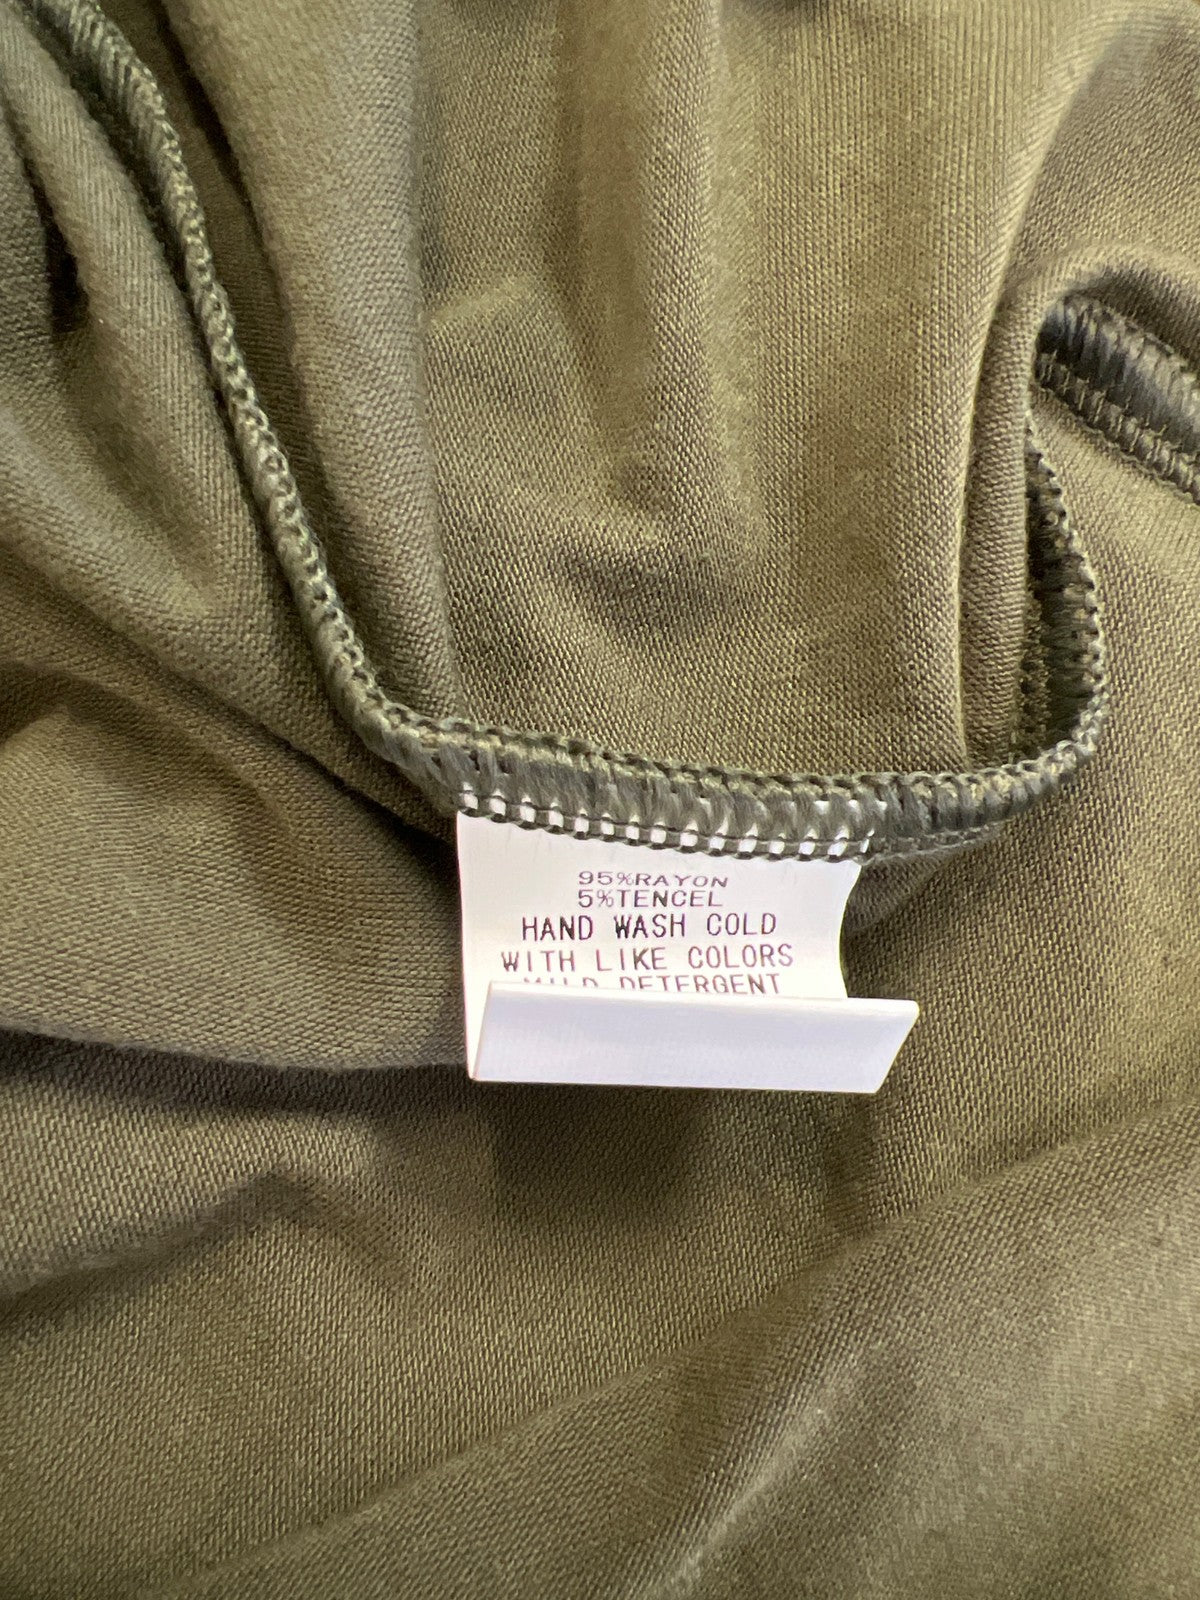 95%RAYON
5%TENCEL
HAND WASH COLD
WITH LIKE COLORS
MILD DETERGENT